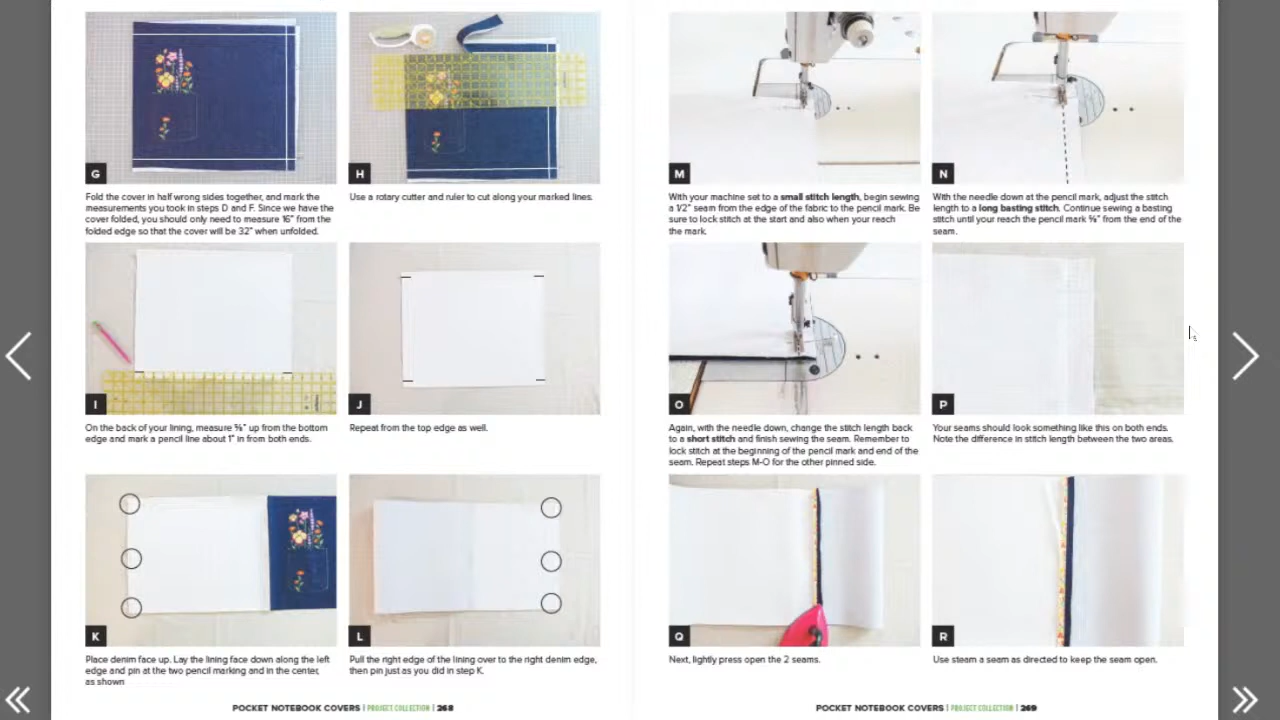 G
Fold the cover in half wrong sides together, and mark the
measurements you took in steps D and F. Since we have the
cover folded, you should only need to measure 16" from the
folded edge so that the cover will be 32" when unfolded.
H
Use a rotary cutter and ruler to cut along your marked lines.
I
On the back of your lining, measure ⅝" up from the bottom
edge and mark a pencil line about 1" in from both ends.
J
Repeat from the top edge as well.
K
Place denim face up. Lay the lining face down along the left
edge and pin at the two pencil marking and in the center,
as shown
L
Pull the right edge of the lining over to the right denim edge,
then pin just as you did in step K.
POCKET NOTEBOOK COVERS | PROJECT COLLECTION | 268
M
With your machine set to a small stitch length, begin sewing
a 1/2" seam from the edge of the fabric to the pencil mark. Be
sure to lock stitch at the start and also when your reach
the mark.
N
With the needle down at the pencil mark, adjust the stitch
length to a long basting stitch. Continue sewing a basting
stitch until your reach the pencil mark ⅝" from the end of the
seam.
O
Again, with the needle down, change the stitch length back
to a short stitch and finish sewing the seam. Remember to
lock stitch at the beginning of the pencil mark and end of the
seam. Repeat steps M-O for the other pinned side.
P
Your seams should look something like this on both ends.
Note the difference in stitch length between the two areas.
Q
Next, lightly press open the 2 seams.
R
Use steam a seam as directed to keep the seam open.
POCKET NOTEBOOK COVERS | PROJECT COLLECTION | 269